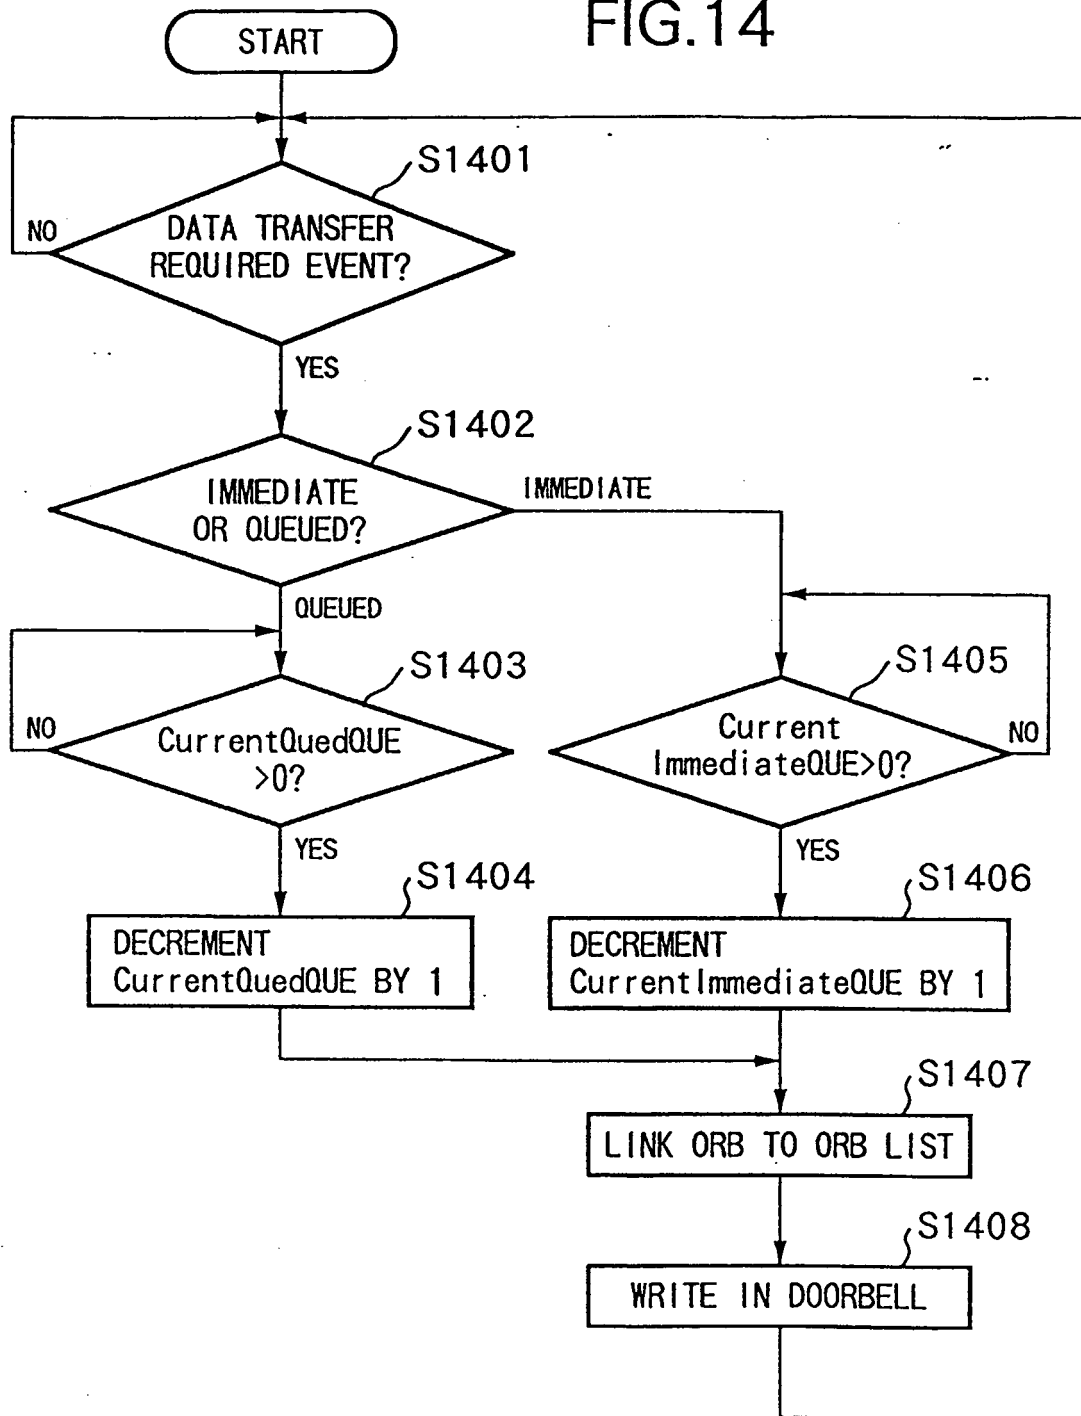 FIG.14
START
S1401
NO
DATA TRANSFER
REQUIRED EVENT?
YES
S1402
IMMEDIATE
OR QUEUED?
IMMEDIATE
QUEUED
S1403
NO
CurrentQuedQUE
>0?
YES
S1404
DECREMENT
CurrentQuedQUE BY 1
S1405
Current
ImmediateQUE>0?
NO
YES
S1406
DECREMENT
CurrentImmediateQUE BY 1
S1407
LINK ORB TO ORB LIST
S1408
WRITE IN DOORBELL